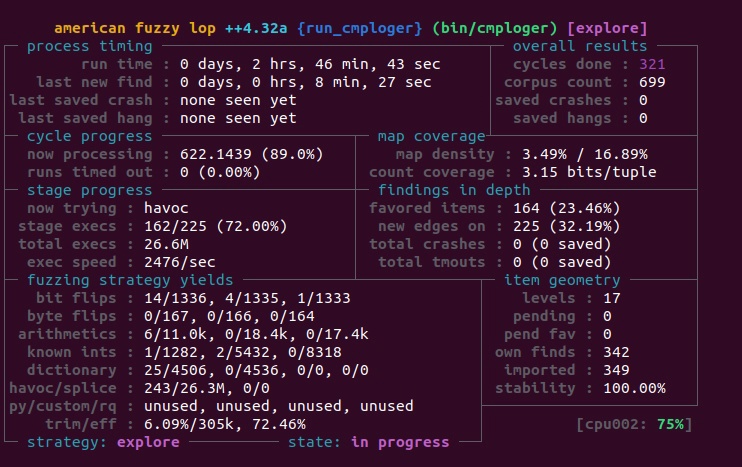 american fuzzy lop ++4.32a {run_cmploger} (bin/cmploger) [explore]
process timing overall results
run time : 0 days, 2 hrs, 46 min, 43 sec cycles done : 321
last new find : 0 days, 0 hrs, 8 min, 27 sec corpus count : 699
last saved crash : none seen yet saved crashes : 0
last saved hang : none seen yet saved hangs : 0
cycle progress map coverage
now processing : 622.1439 (89.0%) map density : 3.49% / 16.89%
runs timed out : 0 (0.00%) count coverage : 3.15 bits/tuple
stage progress findings in depth
now trying : havoc favored items : 164 (23.46%)
stage execs : 162/225 (72.00%) new edges on : 225 (32.19%)
total execs : 26.6M total crashes : 0 (0 saved)
exec speed : 2476/sec total tmouts : 0 (0 saved)
fuzzing strategy yields item geometry
bit flips : 14/1336, 4/1335, 1/1333 levels : 17
byte flips : 0/167, 0/166, 0/164 pending : 0
arithmetics : 6/11.0k, 0/18.4k, 0/17.4k pend fav : 0
known ints : 1/1282, 2/5432, 0/8318 own finds : 342
dictionary : 25/4506, 0/4536, 0/0, 0/0 imported : 349
havoc/splice : 243/26.3M, 0/0 stability : 100.00%
py/custom/rq : unused, unused, unused, unused
trim/eff : 6.09%/305k, 72.46% [cpu002: 75%]
strategy: explore state: in progress